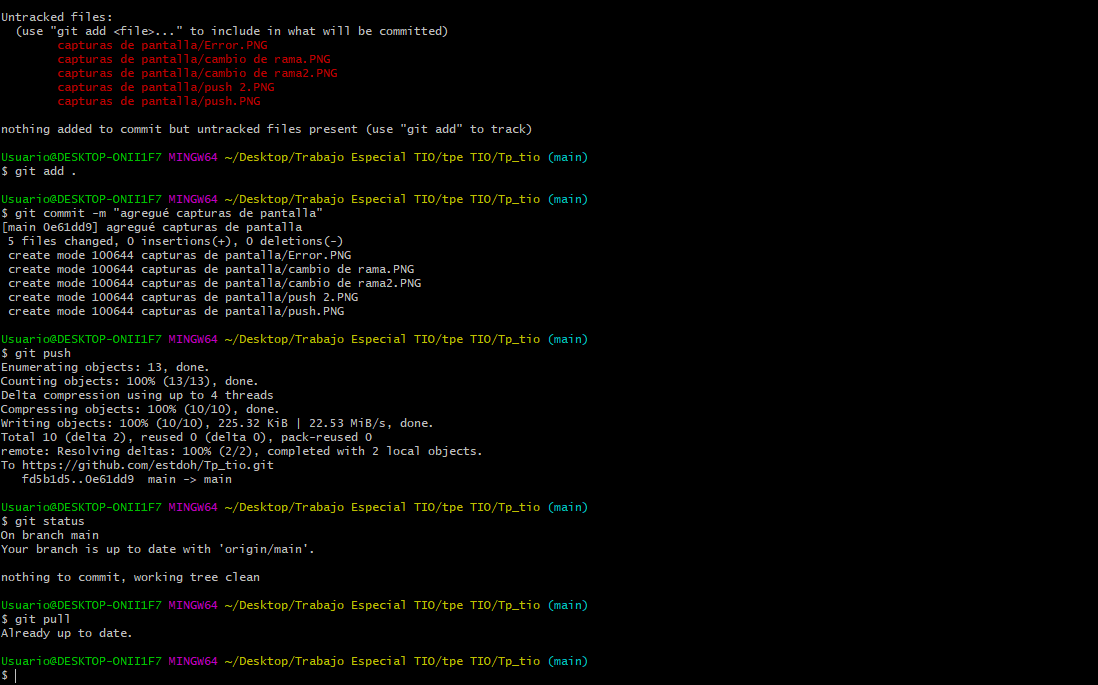 Untracked files:
  (use "git add <file>..." to include in what will be committed)
        capturas de pantalla/Error.PNG
        capturas de pantalla/cambio de rama.PNG
        capturas de pantalla/cambio de rama2.PNG
        capturas de pantalla/push 2.PNG
        capturas de pantalla/push.PNG

nothing added to commit but untracked files present (use "git add" to track)

Usuario@DESKTOP-ONII1F7 MINGW64 ~/Desktop/Trabajo Especial TIO/tpe TIO/Tp_tio (main)
$ git add .

Usuario@DESKTOP-ONII1F7 MINGW64 ~/Desktop/Trabajo Especial TIO/tpe TIO/Tp_tio (main)
$ git commit -m "agregué capturas de pantalla"
[main 0e61dd9] agregué capturas de pantalla
 5 files changed, 0 insertions(+), 0 deletions(-)
 create mode 100644 capturas de pantalla/Error.PNG
 create mode 100644 capturas de pantalla/cambio de rama.PNG
 create mode 100644 capturas de pantalla/cambio de rama2.PNG
 create mode 100644 capturas de pantalla/push 2.PNG
 create mode 100644 capturas de pantalla/push.PNG

Usuario@DESKTOP-ONII1F7 MINGW64 ~/Desktop/Trabajo Especial TIO/tpe TIO/Tp_tio (main)
$ git push
Enumerating objects: 13, done.
Counting objects: 100% (13/13), done.
Delta compression using up to 4 threads
Compressing objects: 100% (10/10), done.
Writing objects: 100% (10/10), 225.32 KiB | 22.53 MiB/s, done.
Total 10 (delta 2), reused 0 (delta 0), pack-reused 0
remote: Resolving deltas: 100% (2/2), completed with 2 local objects.
To https://github.com/estdoh/Tp_tio.git
   fd5b1d5..0e61dd9  main -> main

Usuario@DESKTOP-ONII1F7 MINGW64 ~/Desktop/Trabajo Especial TIO/tpe TIO/Tp_tio (main)
$ git status
On branch main
Your branch is up to date with 'origin/main'.

nothing to commit, working tree clean

Usuario@DESKTOP-ONII1F7 MINGW64 ~/Desktop/Trabajo Especial TIO/tpe TIO/Tp_tio (main)
$ git pull
Already up to date.

Usuario@DESKTOP-ONII1F7 MINGW64 ~/Desktop/Trabajo Especial TIO/tpe TIO/Tp_tio (main)
$